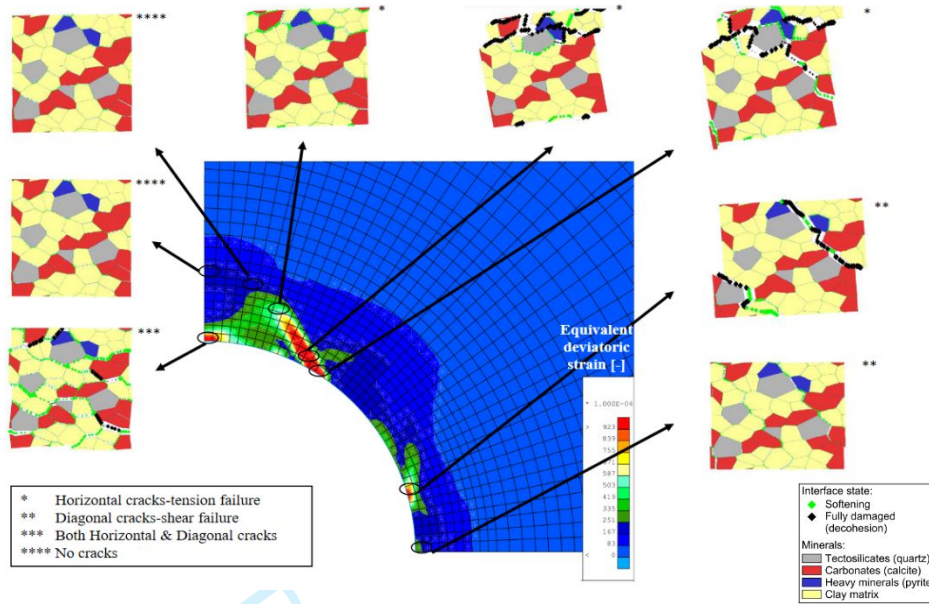 ****
*
*
*
****
**
***
**
Equivalent
deviatoric
strain [-]
* 1.000E-04
> 923
839
755
671
587
503
419
335
251
167
83
< 0
* Horizontal cracks-tension failure
** Diagonal cracks-shear failure
*** Both Horizontal & Diagonal cracks
**** No cracks
Interface state:
Softening
Fully damaged
(decohesion)
Minerals:
Tectosilicates (quartz)
Carbonates (calcite)
Heavy minerals (pyrite
Clay matrix